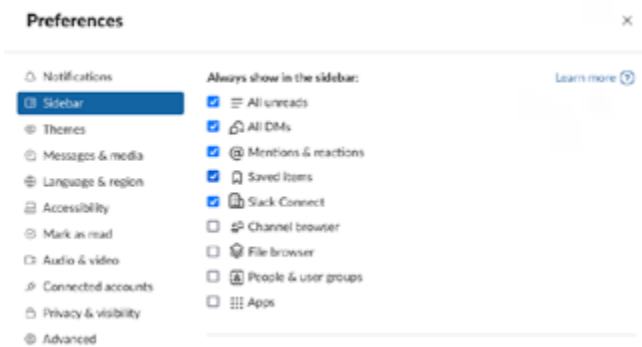 Preferences
Notifications
Sidebar
Themes
Messages & media
Language & region
Accessibility
Mark as read
Audio & video
Connected accounts
Privacy & visibility
Advanced
Always show in the sidebar:
Learn more
All unreads
All DMs
Mentions & reactions
Saved items
Slack Connect
Channel browser
File browser
People & user groups
Apps